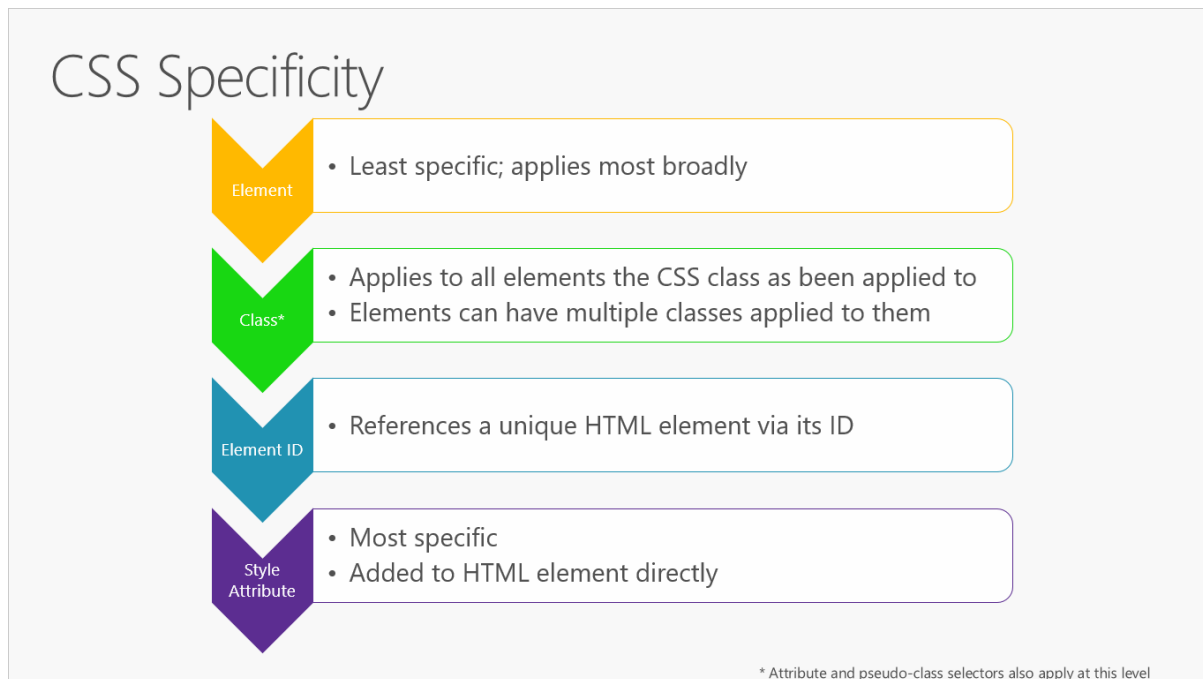 CSS Specificity
Element
• Least specific; applies most broadly
Class*
• Applies to all elements the CSS class as been applied to
• Elements can have multiple classes applied to them
Element ID
• References a unique HTML element via its ID
Style
Attribute
• Most specific
• Added to HTML element directly
* Attribute and pseudo-class selectors also apply at this level